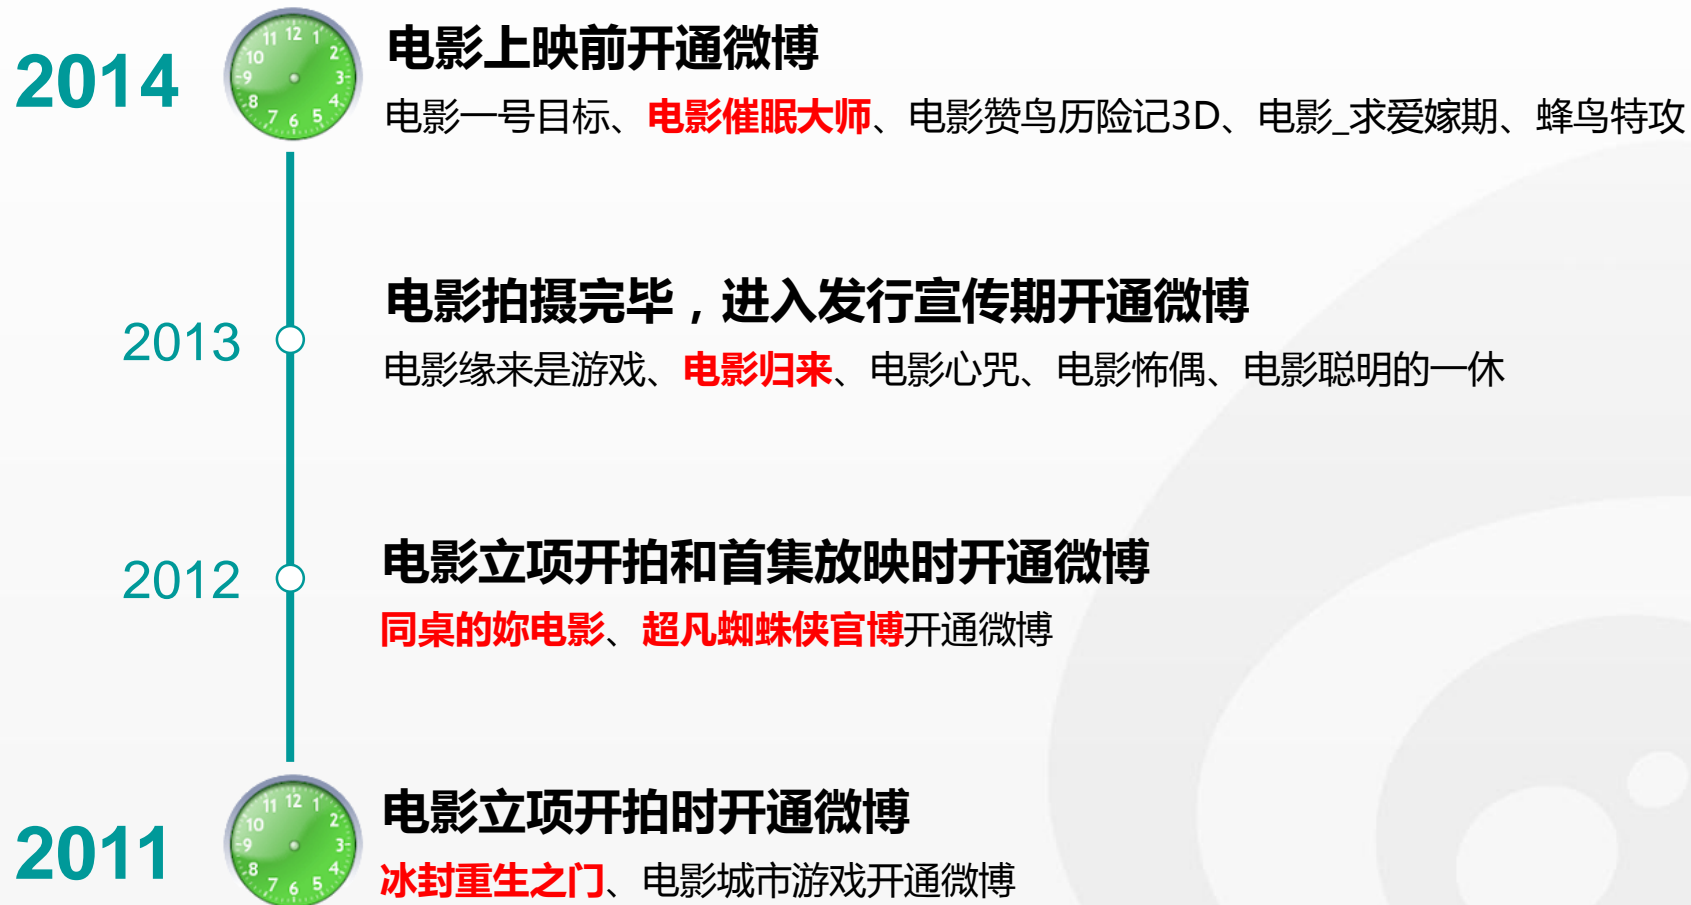 2014
电影上映前开通微博
电影一号目标、电影催眠大师、电影赞鸟历险记3D、电影_求爱嫁期、蜂鸟特攻
2013
电影拍摄完毕，进入发行宣传期开通微博
电影缘来是游戏、电影归来、电影心咒、电影怖偶、电影聪明的一休
2012
电影立项开拍和首集放映时开通微博
同桌的妳电影、超凡蜘蛛侠官博开通微博
2011
电影立项开拍时开通微博
冰封重生之门、电影城市游戏开通微博